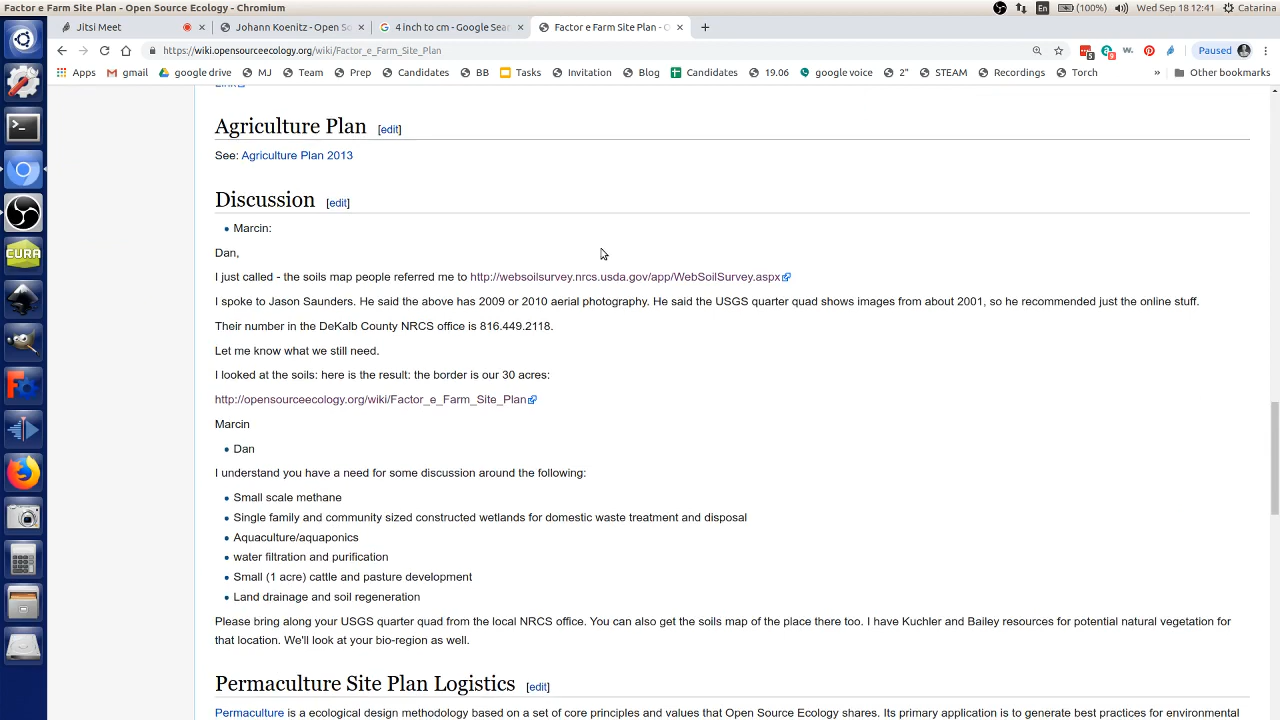 Factor e Farm Site Plan - Open Source Ecology - Chromium
En (100%) Wed Sep 18 12:41 Catarina
Jitsi Meet
Johann Koenitz - Open So
4 inch to cm - Google Sear
Factor e Farm Site Plan - O
https://wiki.opensourceecology.org/wiki/Factor_e_Farm_Site_Plan
5 9 W Paused
Apps gmail google drive MJ Team Prep Candidates BB Tasks Invitation Blog Candidates 19.06 google voice 2" STEAM Recordings Torch » Other bookmarks
Link
Agriculture Plan [edit]
See: Agriculture Plan 2013
Discussion [edit]
Marcin:
Dan,
I just called - the soils map people referred me to http://websoilsurvey.nrcs.usda.gov/app/WebSoilSurvey.aspx
I spoke to Jason Saunders. He said the above has 2009 or 2010 aerial photography. He said the USGS quarter quad shows images from about 2001, so he recommended just the online stuff.
Their number in the DeKalb County NRCS office is 816.449.2118.
Let me know what we still need.
I looked at the soils: here is the result: the border is our 30 acres:
http://opensourceecology.org/wiki/Factor_e_Farm_Site_Plan
Marcin
Dan
I understand you have a need for some discussion around the following:
Small scale methane
Single family and community sized constructed wetlands for domestic waste treatment and disposal
Aquaculture/aquaponics
water filtration and purification
Small (1 acre) cattle and pasture development
Land drainage and soil regeneration
Please bring along your USGS quarter quad from the local NRCS office. You can also get the soils map of the place there too. I have Kuchler and Bailey resources for potential natural vegetation for
that location. We'll look at your bio-region as well.
Permaculture Site Plan Logistics [edit]
Permaculture is a ecological design methodology based on a set of core principles and values that Open Source Ecology shares. Its primary application is to generate best practices for environmental
CURA